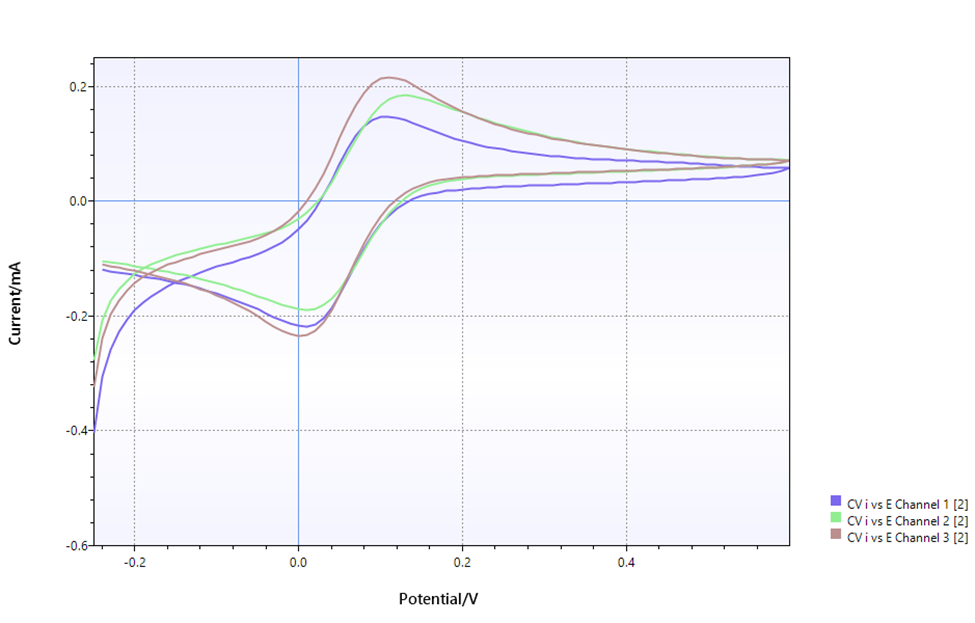 0.2
0.0
-0.2
-0.4
-0.6
Current/mA
-0.2
0.0
0.2
0.4
Potential/V
CV i vs E Channel 1 [2]
CV i vs E Channel 2 [2]
CV i vs E Channel 3 [2]